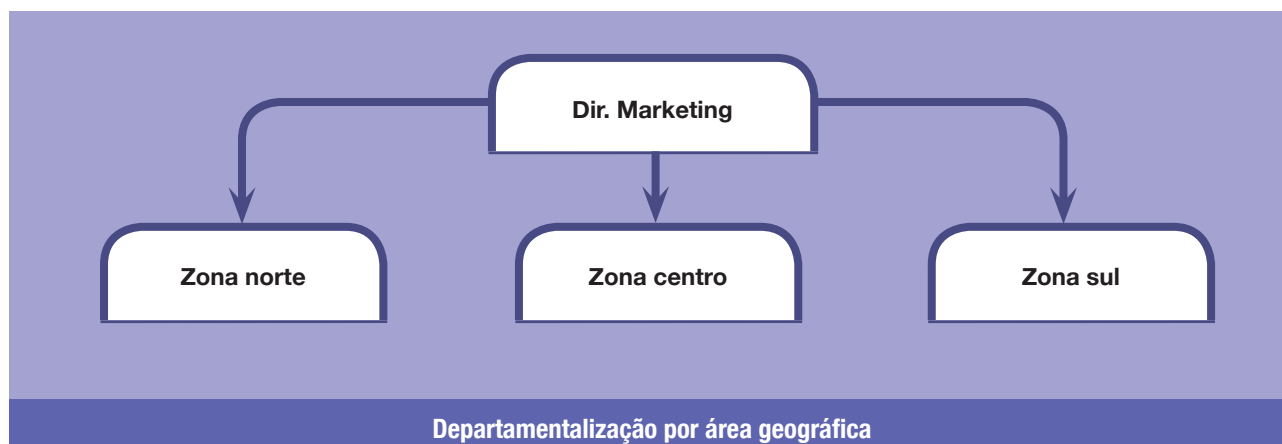 Dir. Marketing
Zona norte
Zona centro
Zona sul
Departamentalização por área geográfica